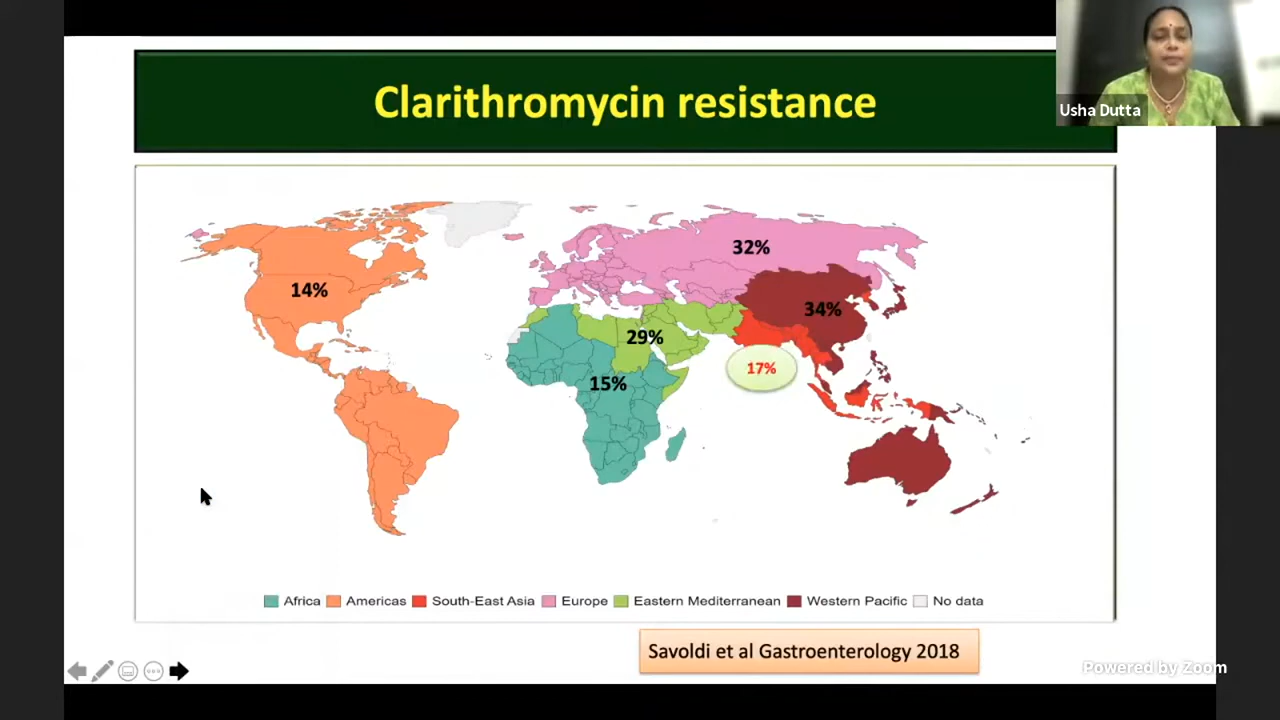 Clarithromycin resistance
Usha Dutta
32%
14%
34%
29%
17%
15%
Africa Americas South-East Asia Europe Eastern Mediterranean Western Pacific No data
Savoldi et al Gastroenterology 2018
Powered by Zoom